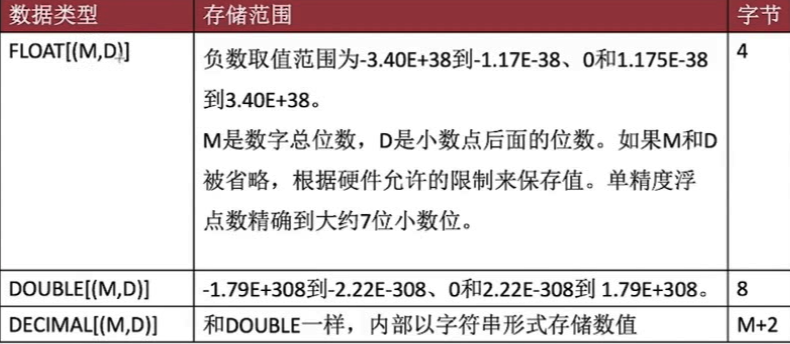 数据类型 存储范围 字节
FLOAT[(M,D)] 负数取值范围为-3.40E+38到-1.17E-38、0和1.175E-38 4
到3.40E+38。
M是数字总位数，D是小数点后面的位数。如果M和D
被省略，根据硬件允许的限制来保存值。单精度浮
点数精确到大约7位小数位。
DOUBLE[(M,D)] -1.79E+308到-2.22E-308、0和2.22E-308到 1.79E+308。 8
DECIMAL[(M,D)] 和DOUBLE一样，内部以字符串形式存储数值 M+2